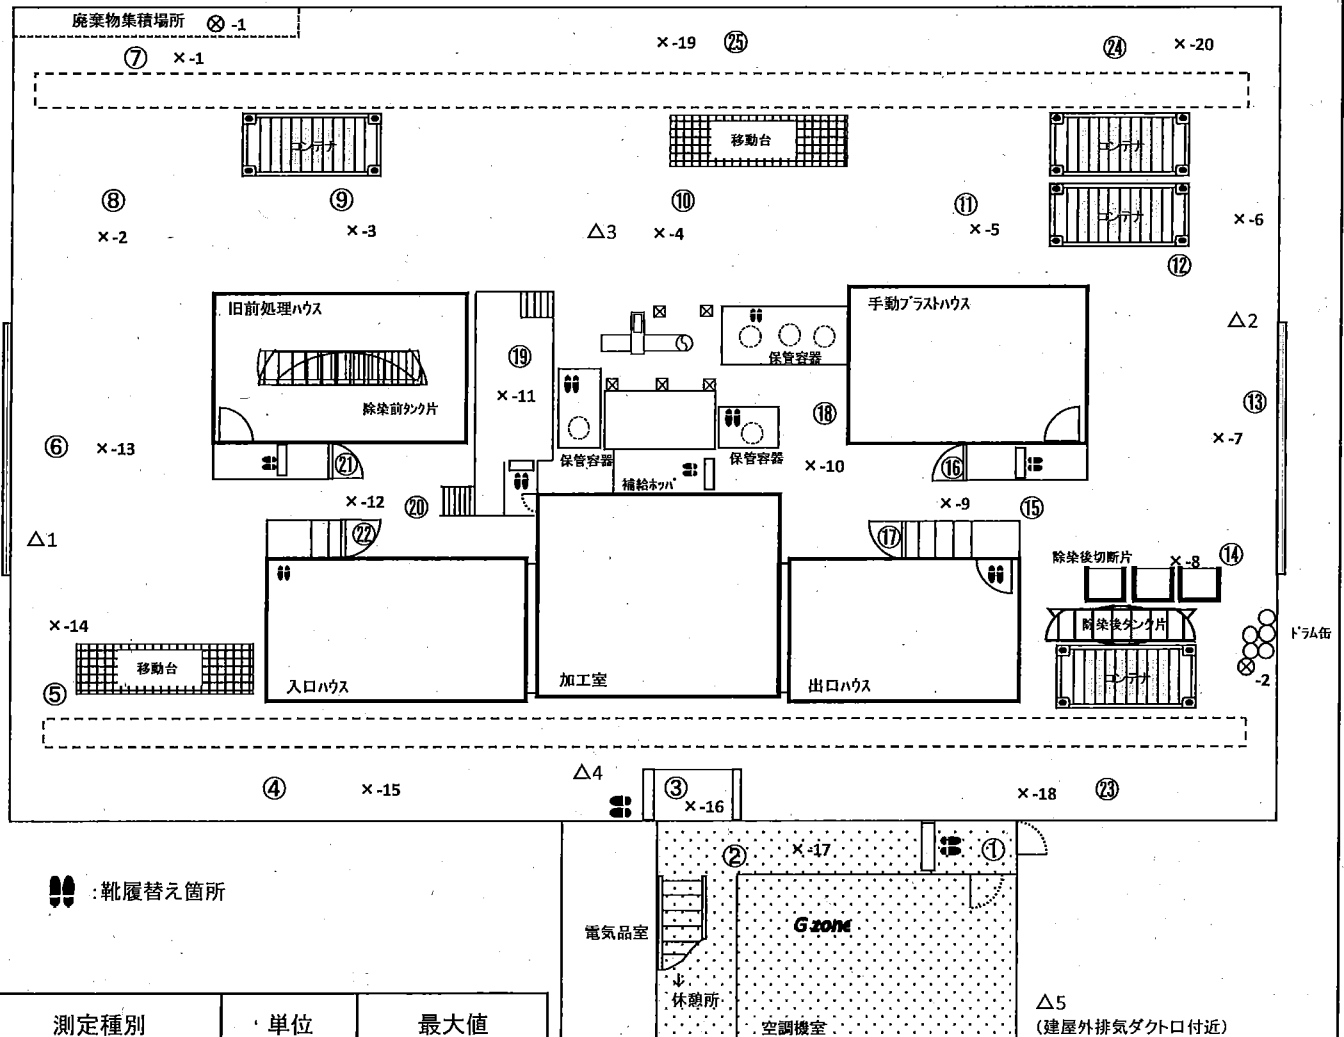 廃棄物集積場所 ⊗ -1
⑦ ×-1
×-19 ㉕
㉔ ×-20
コンテナ
移動台
コンテナ
コンテナ
⑧
⑨
⑩
⑪
×-2
×-3
△3
×-4
×-5
×-6
⑫
旧前処理ハウス
除染前タンク片
⑲
×-11
保管容器
手動ブラストハウス
△2
⑬
×-7
⑥ ×-13
㉑
保管容器
補給ホッパ
保管容器
⑱
×-10
⑯
×-12
⑳
㉒
×-9
⑮
⑰
△1
除染後切断片
×-8
⑭
×-14
移動台
⑤
入口ハウス
加工室
出口ハウス
除染後タンク片
コンテナ
ドラム缶
⊗
-2
④ ×-15
△4
③
×-16
×-18 ㉓
② ×-17
①
:靴履替え箇所
電気品室
G zone
↓
休憩所
空調機室
△5
(建屋外排気ダクト口付近)
測定種別 単位 最大値